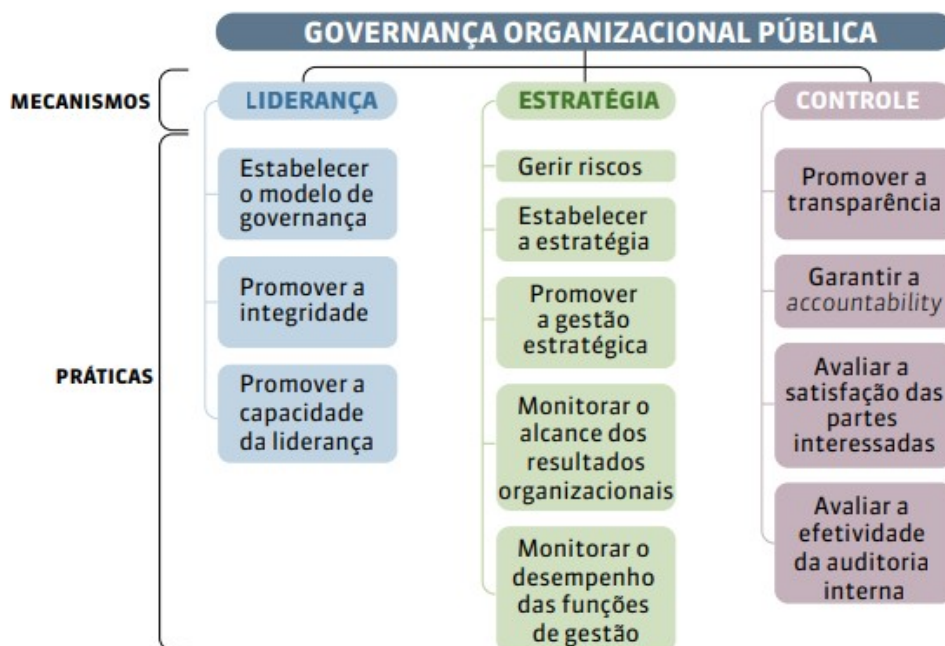 GOVERNANÇA ORGANIZACIONAL PÚBLICA
MECANISMOS
LIDERANÇA
ESTRATÉGIA
CONTROLE
PRÁTICAS
Estabelecer
o modelo de
governança
Promover a
integridade
Promover a
capacidade
da liderança
Gerir riscos
Estabelecer
a estratégia
Promover
a gestão
estratégica
Monitorar o
alcance dos
resultados
organizacionais
Monitorar o
desempenho
das funções
de gestão
Promover a
transparência
Garantir a
accountability
Avaliar a
satisfação das
partes
interessadas
Avaliar a
efetividade
da auditoria
interna